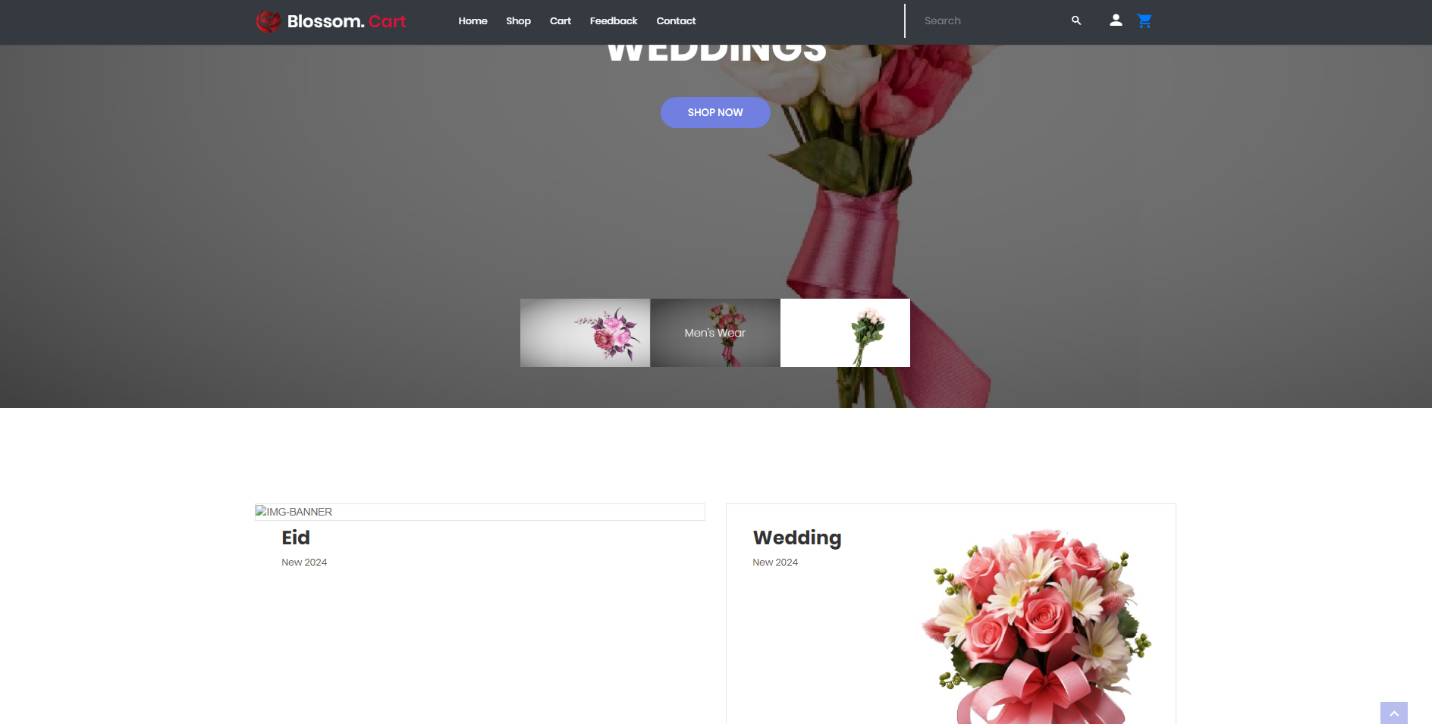 Blossom. Cart
Home
Shop
Cart
Feedback
Contact
Search
WEDDINGS
SHOP NOW
Men's Wear
IMG-BANNER
Eid
New 2024
Wedding
New 2024